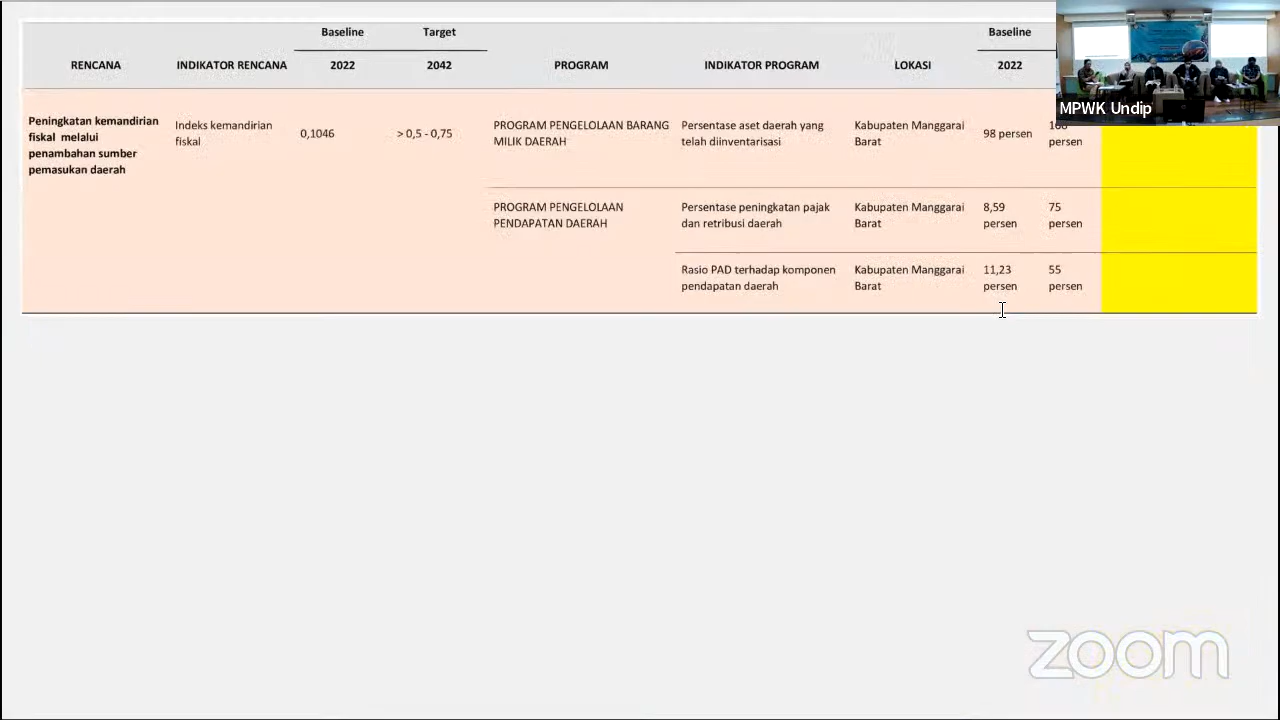 Baseline Target Baseline
RENCANA INDIKATOR RENCANA 2022 2042 PROGRAM INDIKATOR PROGRAM LOKASI 2022
MPWK Undip
Peningkatan kemandirian
fiskal melalui
penambahan sumber
pemasukan daerah
Indeks kemandirian
fiskal
0,1046
> 0,5 - 0,75
PROGRAM PENGELOLAAN BARANG
MILIK DAERAH
Persentase aset daerah yang
telah diinventarisasi
Kabupaten Manggarai
Barat
98 persen
persen
PROGRAM PENGELOLAAN
PENDAPATAN DAERAH
Persentase peningkatan pajak
dan retribusi daerah
Kabupaten Manggarai
Barat
8,59
persen
75
persen
Rasio PAD terhadap komponen
pendapatan daerah
Kabupaten Manggarai
Barat
11,23
persen
55
persen
zoom